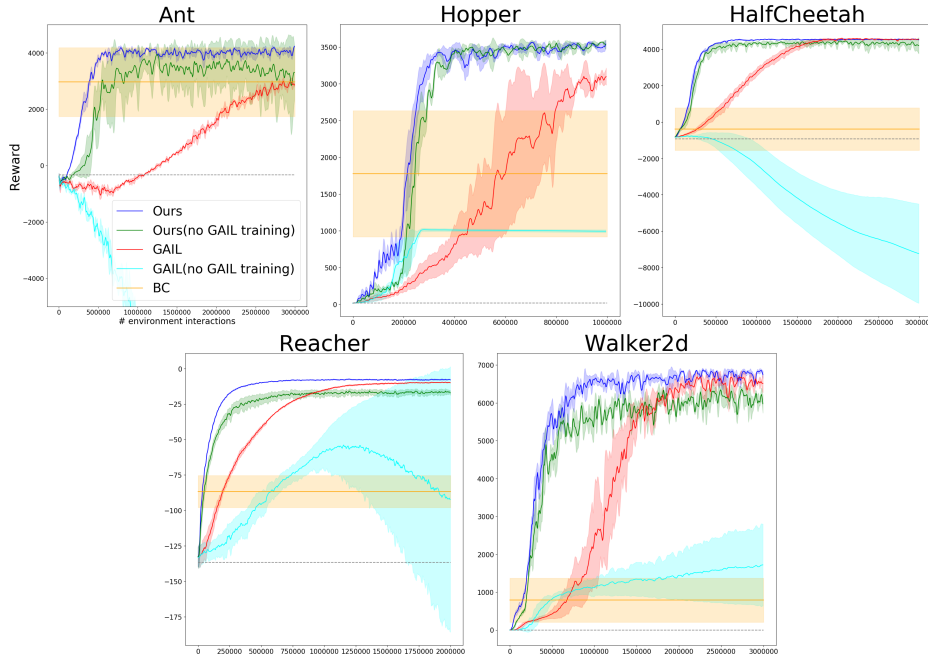 Ant
Hopper
HalfCheetah
Reward
4000
2000
0
−2000
−4000
Ours
Ours(no GAIL training)
GAIL
GAIL(no GAIL training)
BC
0 500000 1000000 1500000 2000000 2500000 3000000
# environment interactions
3500
3000
2500
2000
1500
1000
500
0
0 200000 400000 600000 800000 1000000
4000
2000
0
−2000
−4000
−6000
−8000
−10000
0 500000 1000000 1500000 2000000 2500000 3000000
Reacher
Walker2d
0
−25
−50
−75
−100
−125
−150
−175
0 250000 500000 750000 1000000 1250000 1500000 1750000 2000000
7000
6000
5000
4000
3000
2000
1000
0
0 500000 1000000 1500000 2000000 2500000 3000000